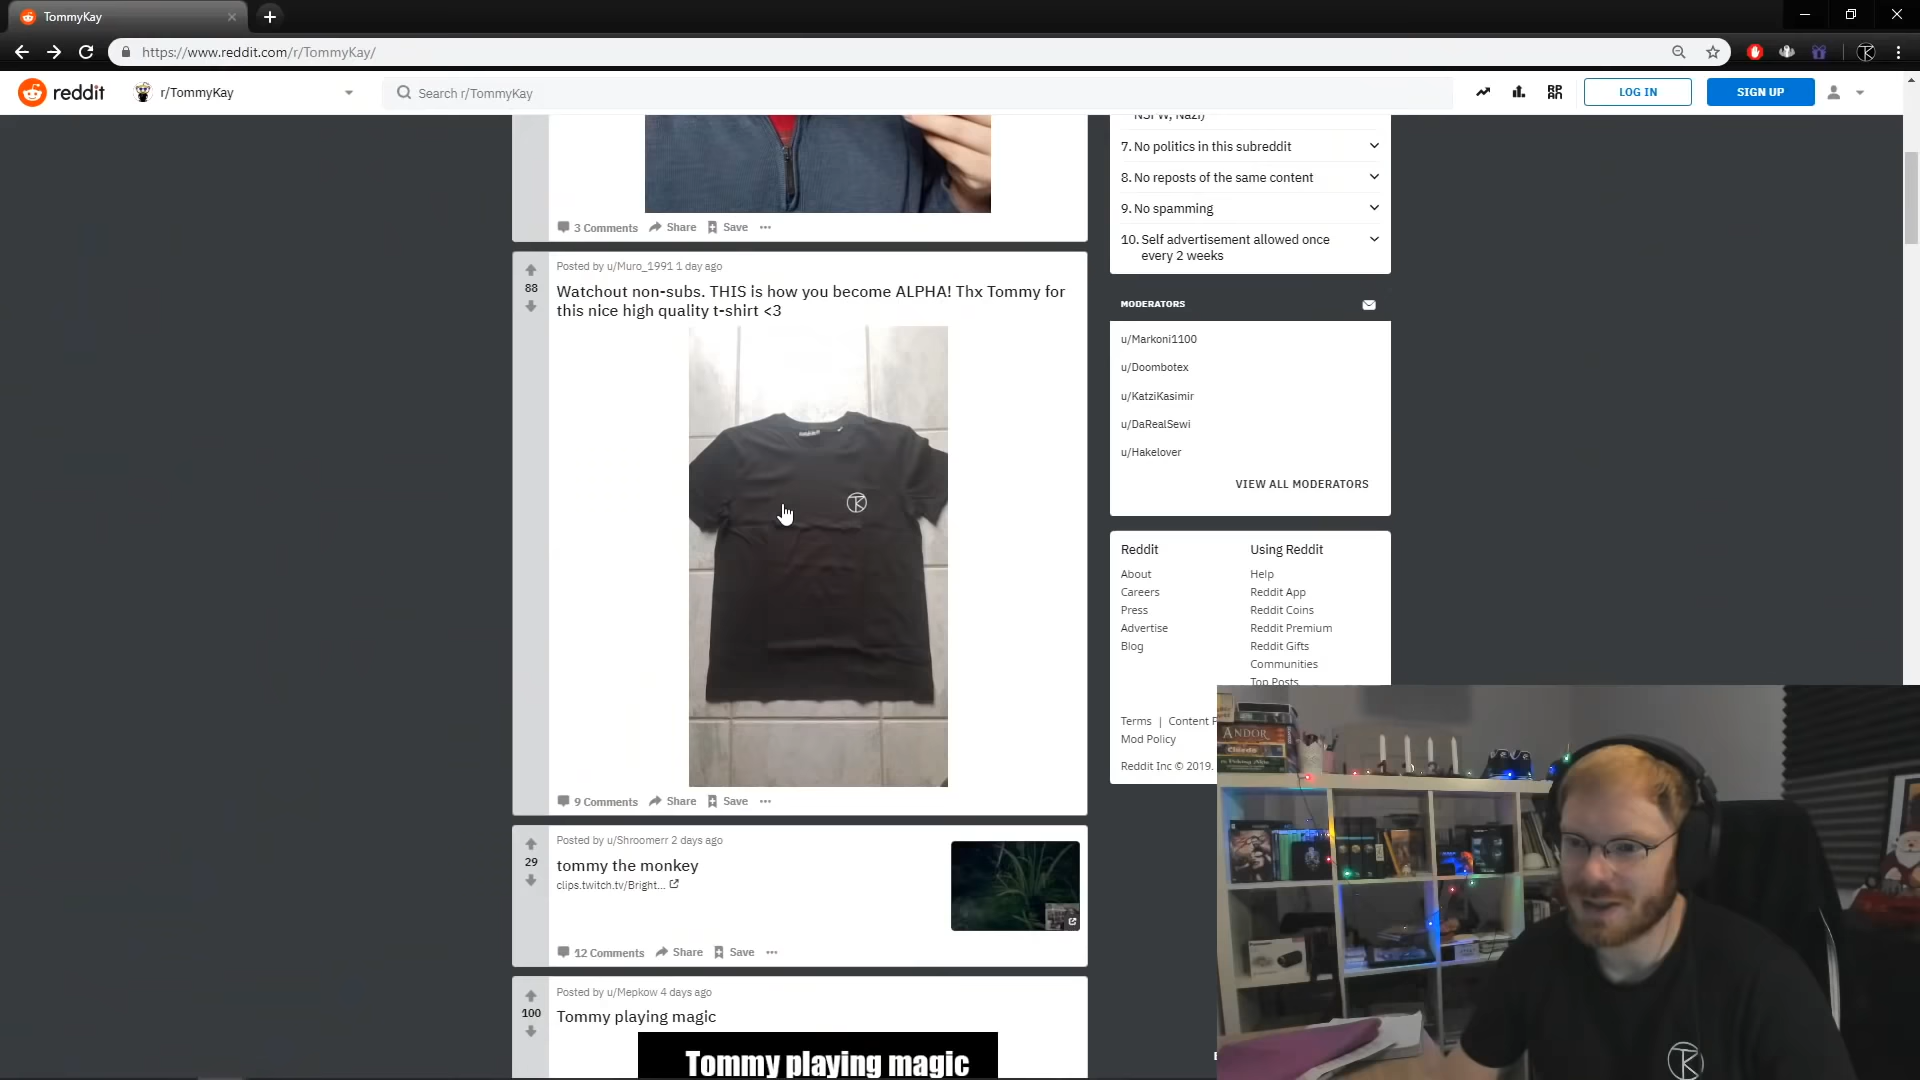 TommyKay
https://www.reddit.com/r/TommyKay/
reddit
r/TommyKay
Search r/TommyKay
LOG IN
SIGN UP
7. No politics in this subreddit
8. No reposts of the same content
9. No spamming
10. Self advertisement allowed once
every 2 weeks
3 Comments Share Save
Posted by u/Muro_1991 1 day ago
88
Watchout non-subs. THIS is how you become ALPHA! Thx Tommy for
this nice high quality t-shirt <3
TK
9 Comments Share Save
MODERATORS
u/Markoni1100
u/Doombotex
u/KatziKasimir
u/DaRealSewi
u/Hakelover
VIEW ALL MODERATORS
Reddit
Using Reddit
About
Help
Careers
Reddit App
Press
Reddit Coins
Advertise
Reddit Premium
Blog
Reddit Gifts
Communities
Top Posts
Terms | Content P
Mod Policy
Reddit Inc © 2019.
Posted by u/Shroomerr 2 days ago
29
tommy the monkey
clips.twitch.tv/Bright...
12 Comments Share Save
Posted by u/Mepkow 4 days ago
100
Tommy playing magic
Tommy playing magic
ANDOR
TK